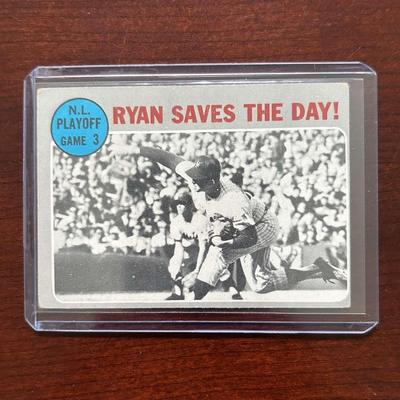 N.L.
PLAYOFF
GAME 3
RYAN SAVES THE DAY!